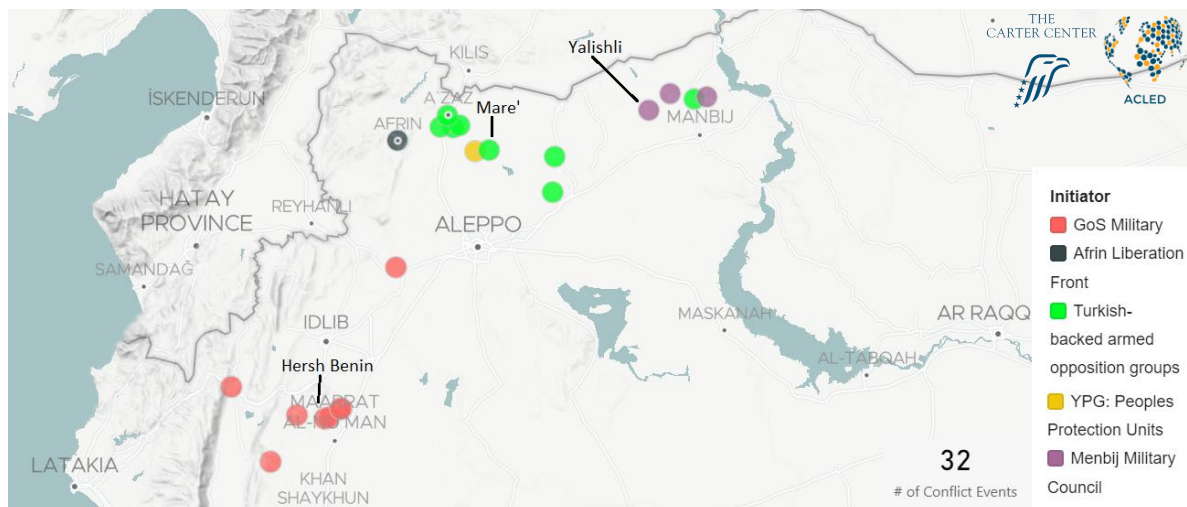 THE
CARTER CENTER
ACLED
KILIS
Yalishli
İSKENDERUN
A'ZAZ
Mare'
AFRIN
MANBIJ
HATAY
PROVINCE
REYHANLI
ALEPPO
SAMANDAĞ
MASKANAH
AR RAQQ
IDLIB
AL-TABQAH
Hersh Benin
MAARRAT
AL-NU'MAN
LATAKIA
KHAN
SHAYKHUN
32
# of Conflict Events
Initiator
GoS Military
Afrin Liberation
Front
Turkish-
backed armed
opposition groups
YPG: Peoples
Protection Units
Menbij Military
Council